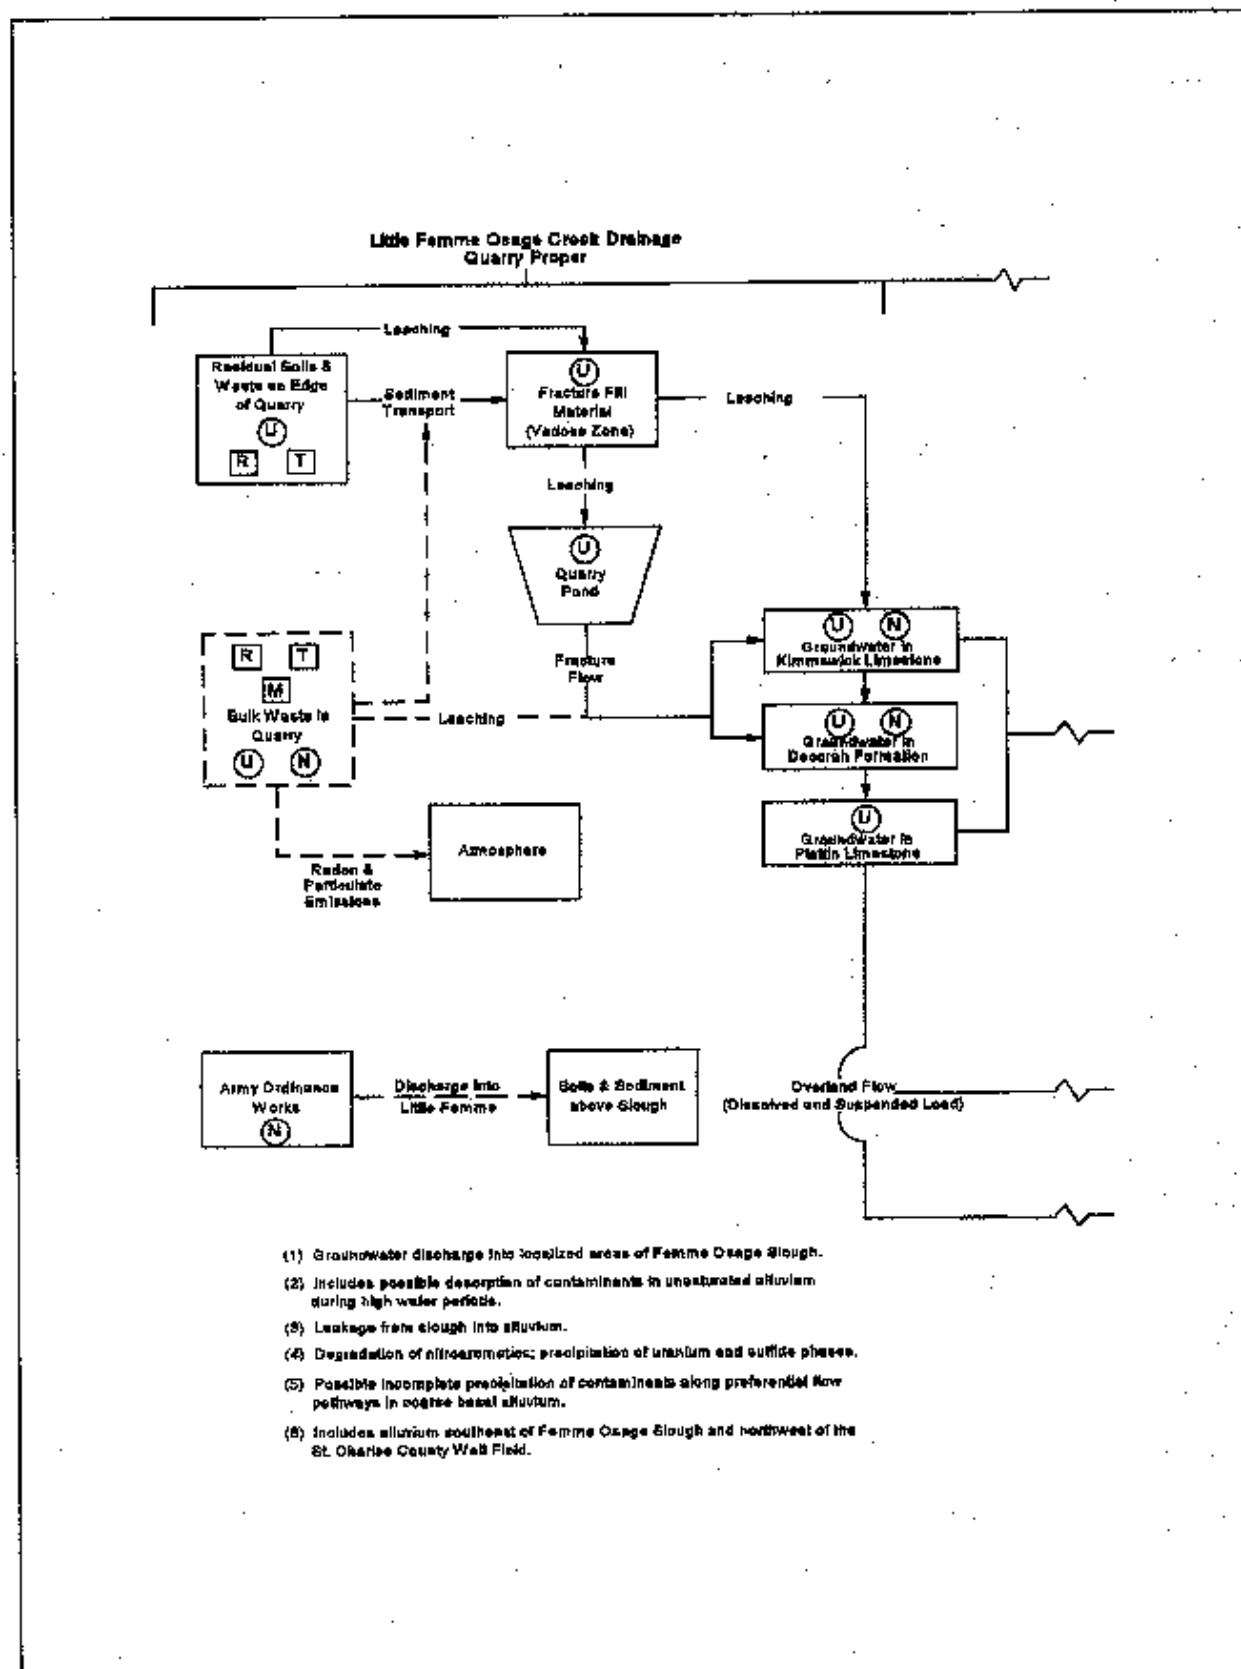 Little Femme Osage Creek Drainage
Quarry Proper
Leaching
Residual Soils &
Waste on Edge
of Quarry
U
R T
Sediment
Transport
U
Fracture Fill
Material
(Vadose Zone)
Leaching
Leaching
U
Quarry
Pond
Fracture
Flow
R T
M
Bulk Waste in
Quarry
U N
Leaching
U N
Groundwater in
Kimmswick Limestone
U N
Groundwater in
Decorah Formation
U
Groundwater in
Plattin Limestone
Atmosphere
Radon &
Particulate
Emissions
Army Ordinance
Works
N
Discharge into
Little Femme
Soils & Sediment
above Slough
Overland Flow
(Dissolved and Suspended Load)
(1) Groundwater discharge into localized areas of Femme Osage Slough.
(2) Includes possible desorption of contaminants in unsaturated alluvium
during high water periods.
(3) Leakage from slough into alluvium.
(4) Degradation of nitroaromatics; precipitation of uranium and sulfide phases.
(5) Possible incomplete precipitation of contaminants along preferential flow
pathways in coarse basal alluvium.
(6) Includes alluvium southeast of Femme Osage Slough and northwest of the
St. Charles County Well Field.